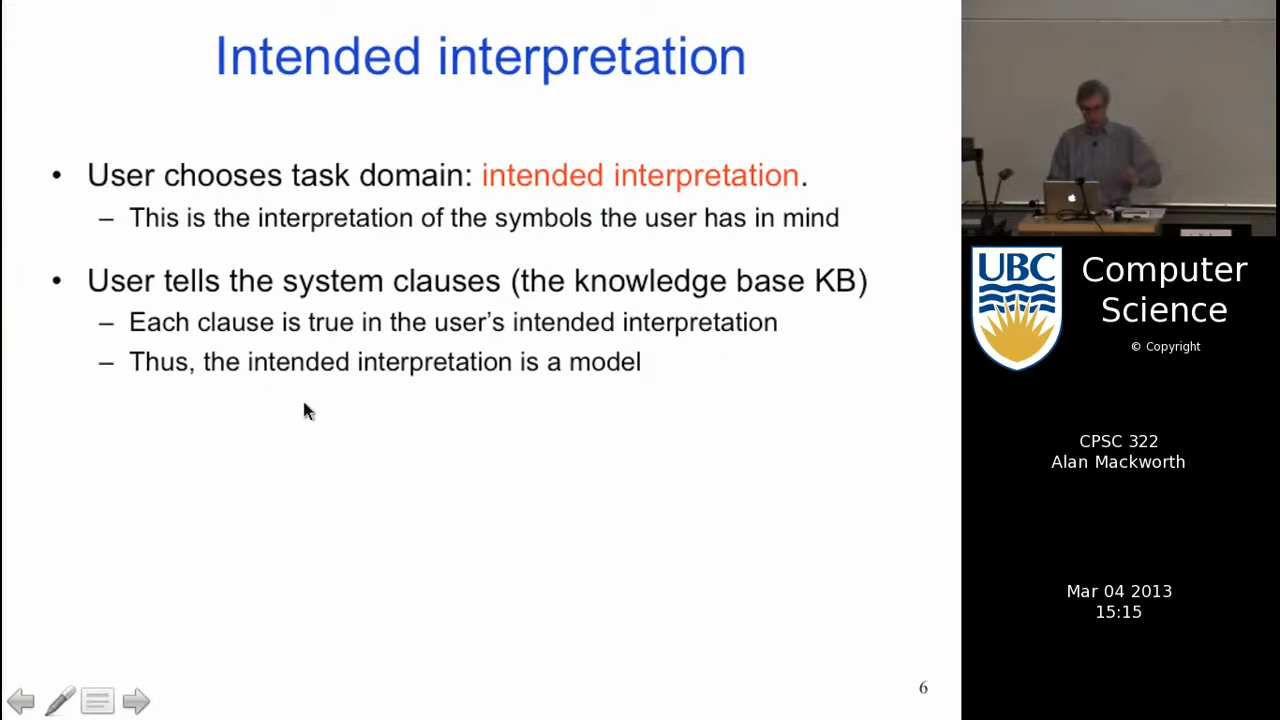 Intended interpretation
• User chooses task domain: intended interpretation.
– This is the interpretation of the symbols the user has in mind
• User tells the system clauses (the knowledge base KB)
– Each clause is true in the user's intended interpretation
– Thus, the intended interpretation is a model
6
UBC
Computer
Science
© Copyright
CPSC 322
Alan Mackworth
Mar 04 2013
15:15